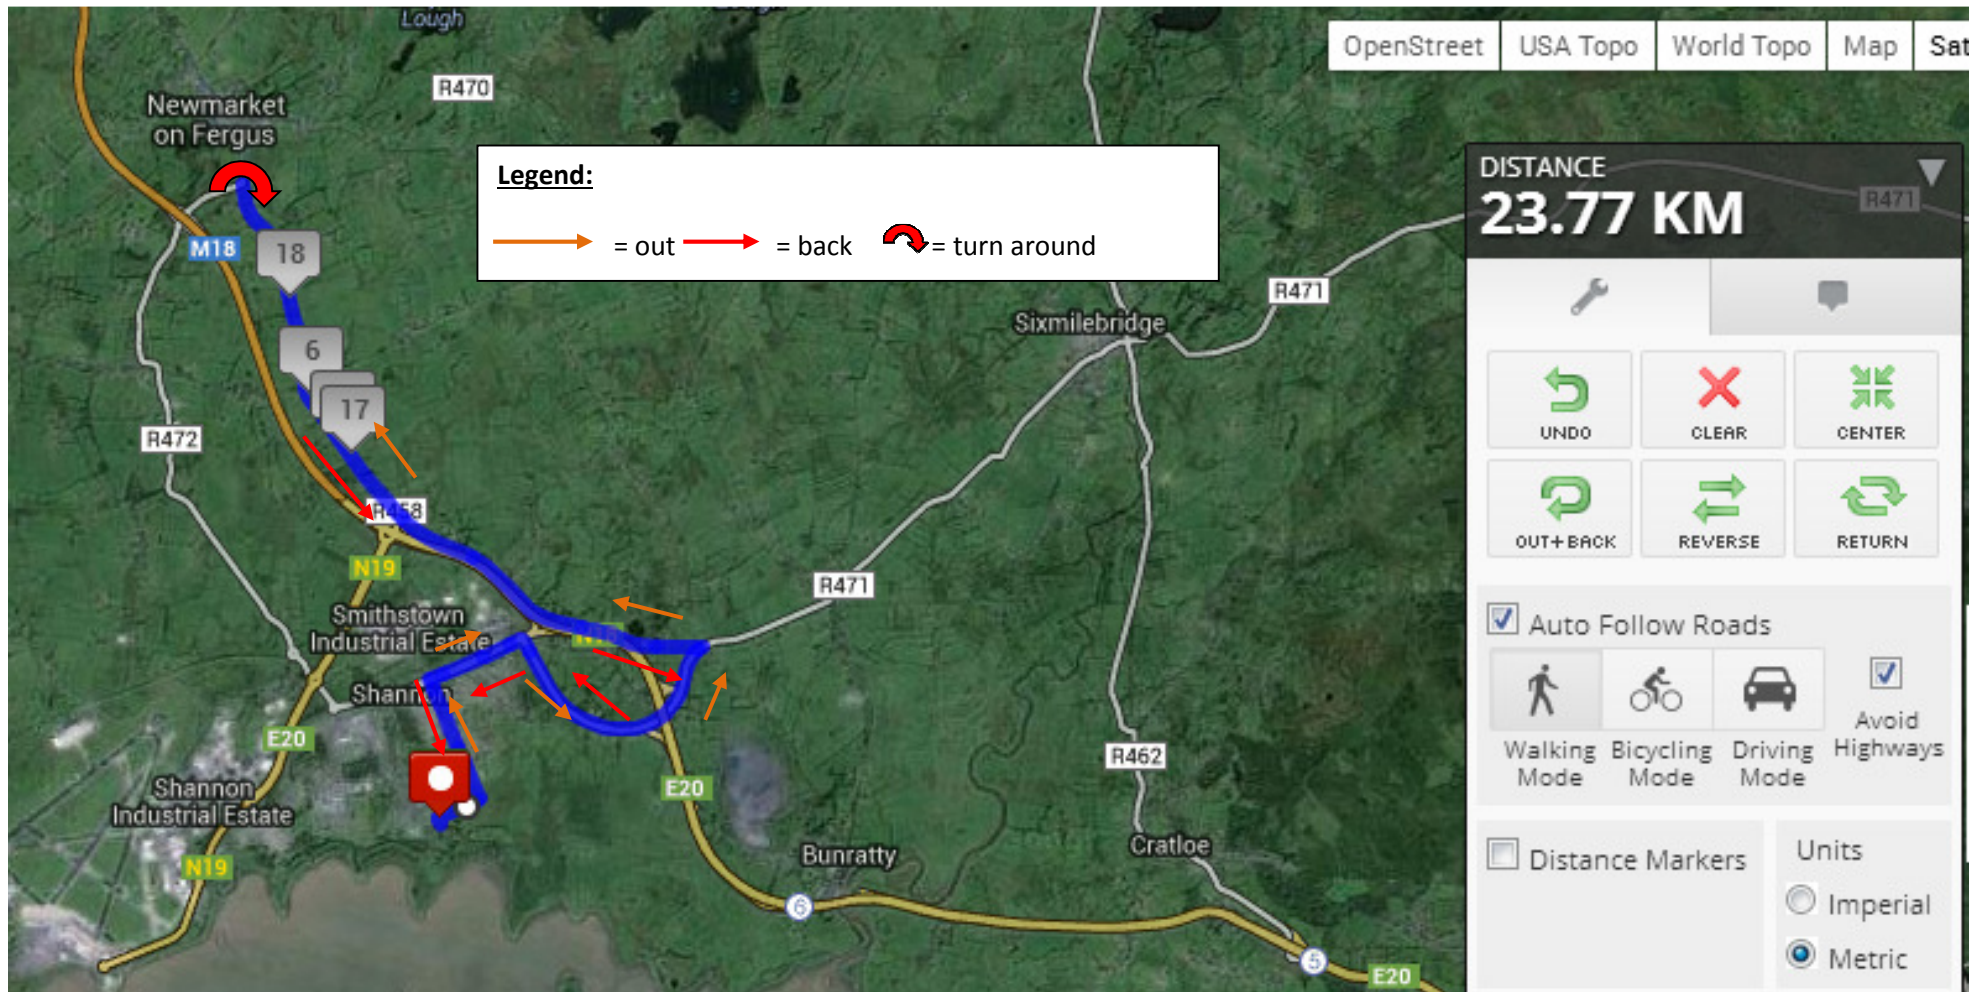 Lough
OpenStreet
USA Topo
World Topo
Map
Sat
R470
Newmarket
on Fergus
Legend:
= out
= back
= turn around
DISTANCE
23.77 KM
R471
M18
18
R471
Sixmilebridge
6
17
R472
UNDO
CLEAR
CENTER
R458
OUT+BACK
REVERSE
RETURN
N19
R471
Smithstown
Industrial Estate
Auto Follow Roads
Shannon
Walking
Mode
Bicycling
Mode
Driving
Mode
Avoid
Highways
E20
R462
E20
Shannon
Industrial Estate
N19
Bunratty
Cratloe
Distance Markers
Units
Imperial
Metric
6
5
E20